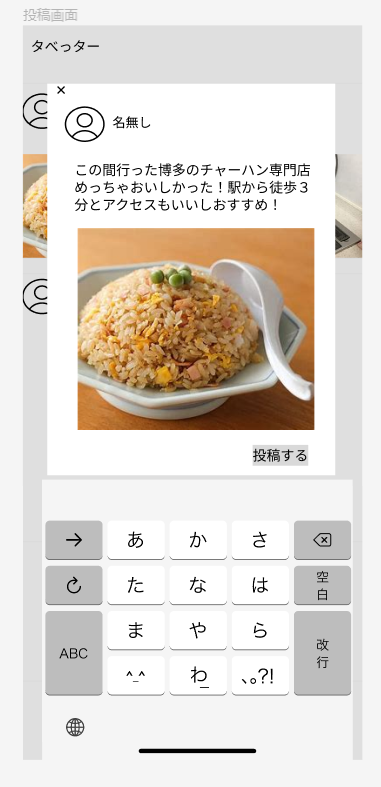 投稿画面
タベッター
×
名無し
この間行った博多のチャーハン専門店
めっちゃおいしかった！駅から徒歩３
分とアクセスもいいしおすすめ！
投稿する
→ あ か さ
た な は 空白
ま や ら
ABC 改行
^_^ わ_ 、。?!